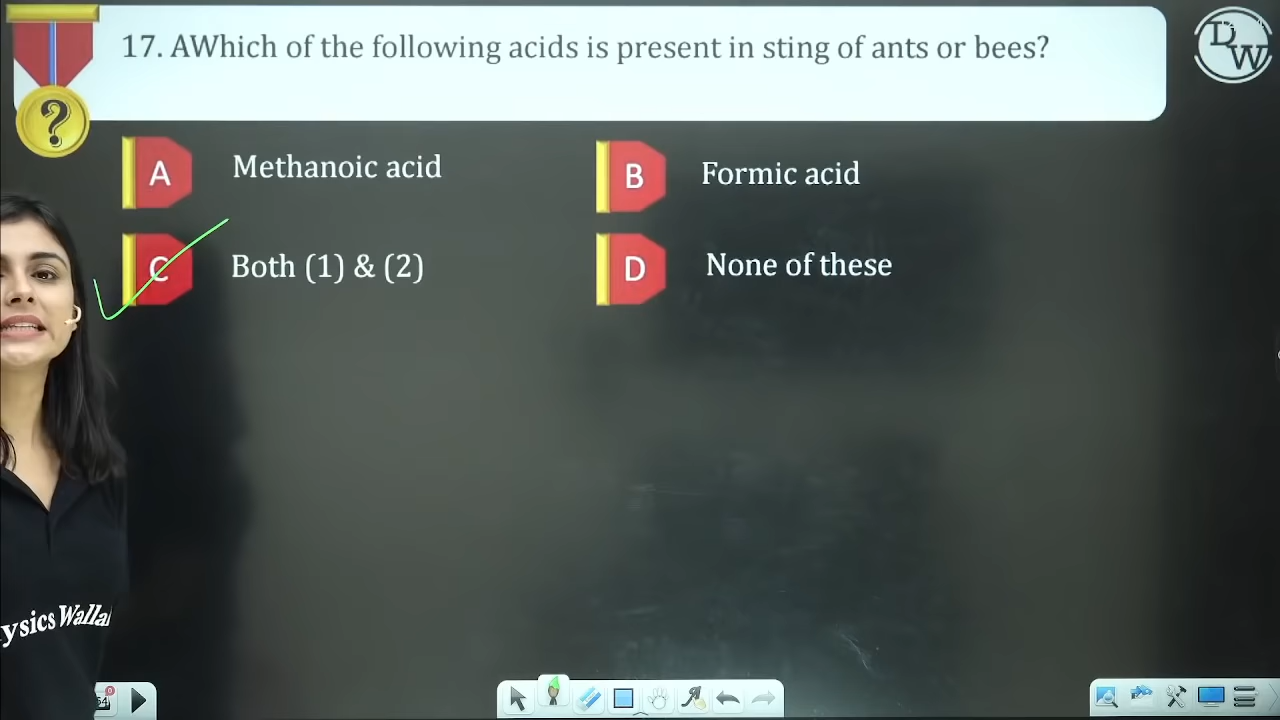 17. AWhich of the following acids is present in sting of ants or bees?
A Methanoic acid
B Formic acid
C Both (1) & (2)
D None of these
DW
ysics Walla